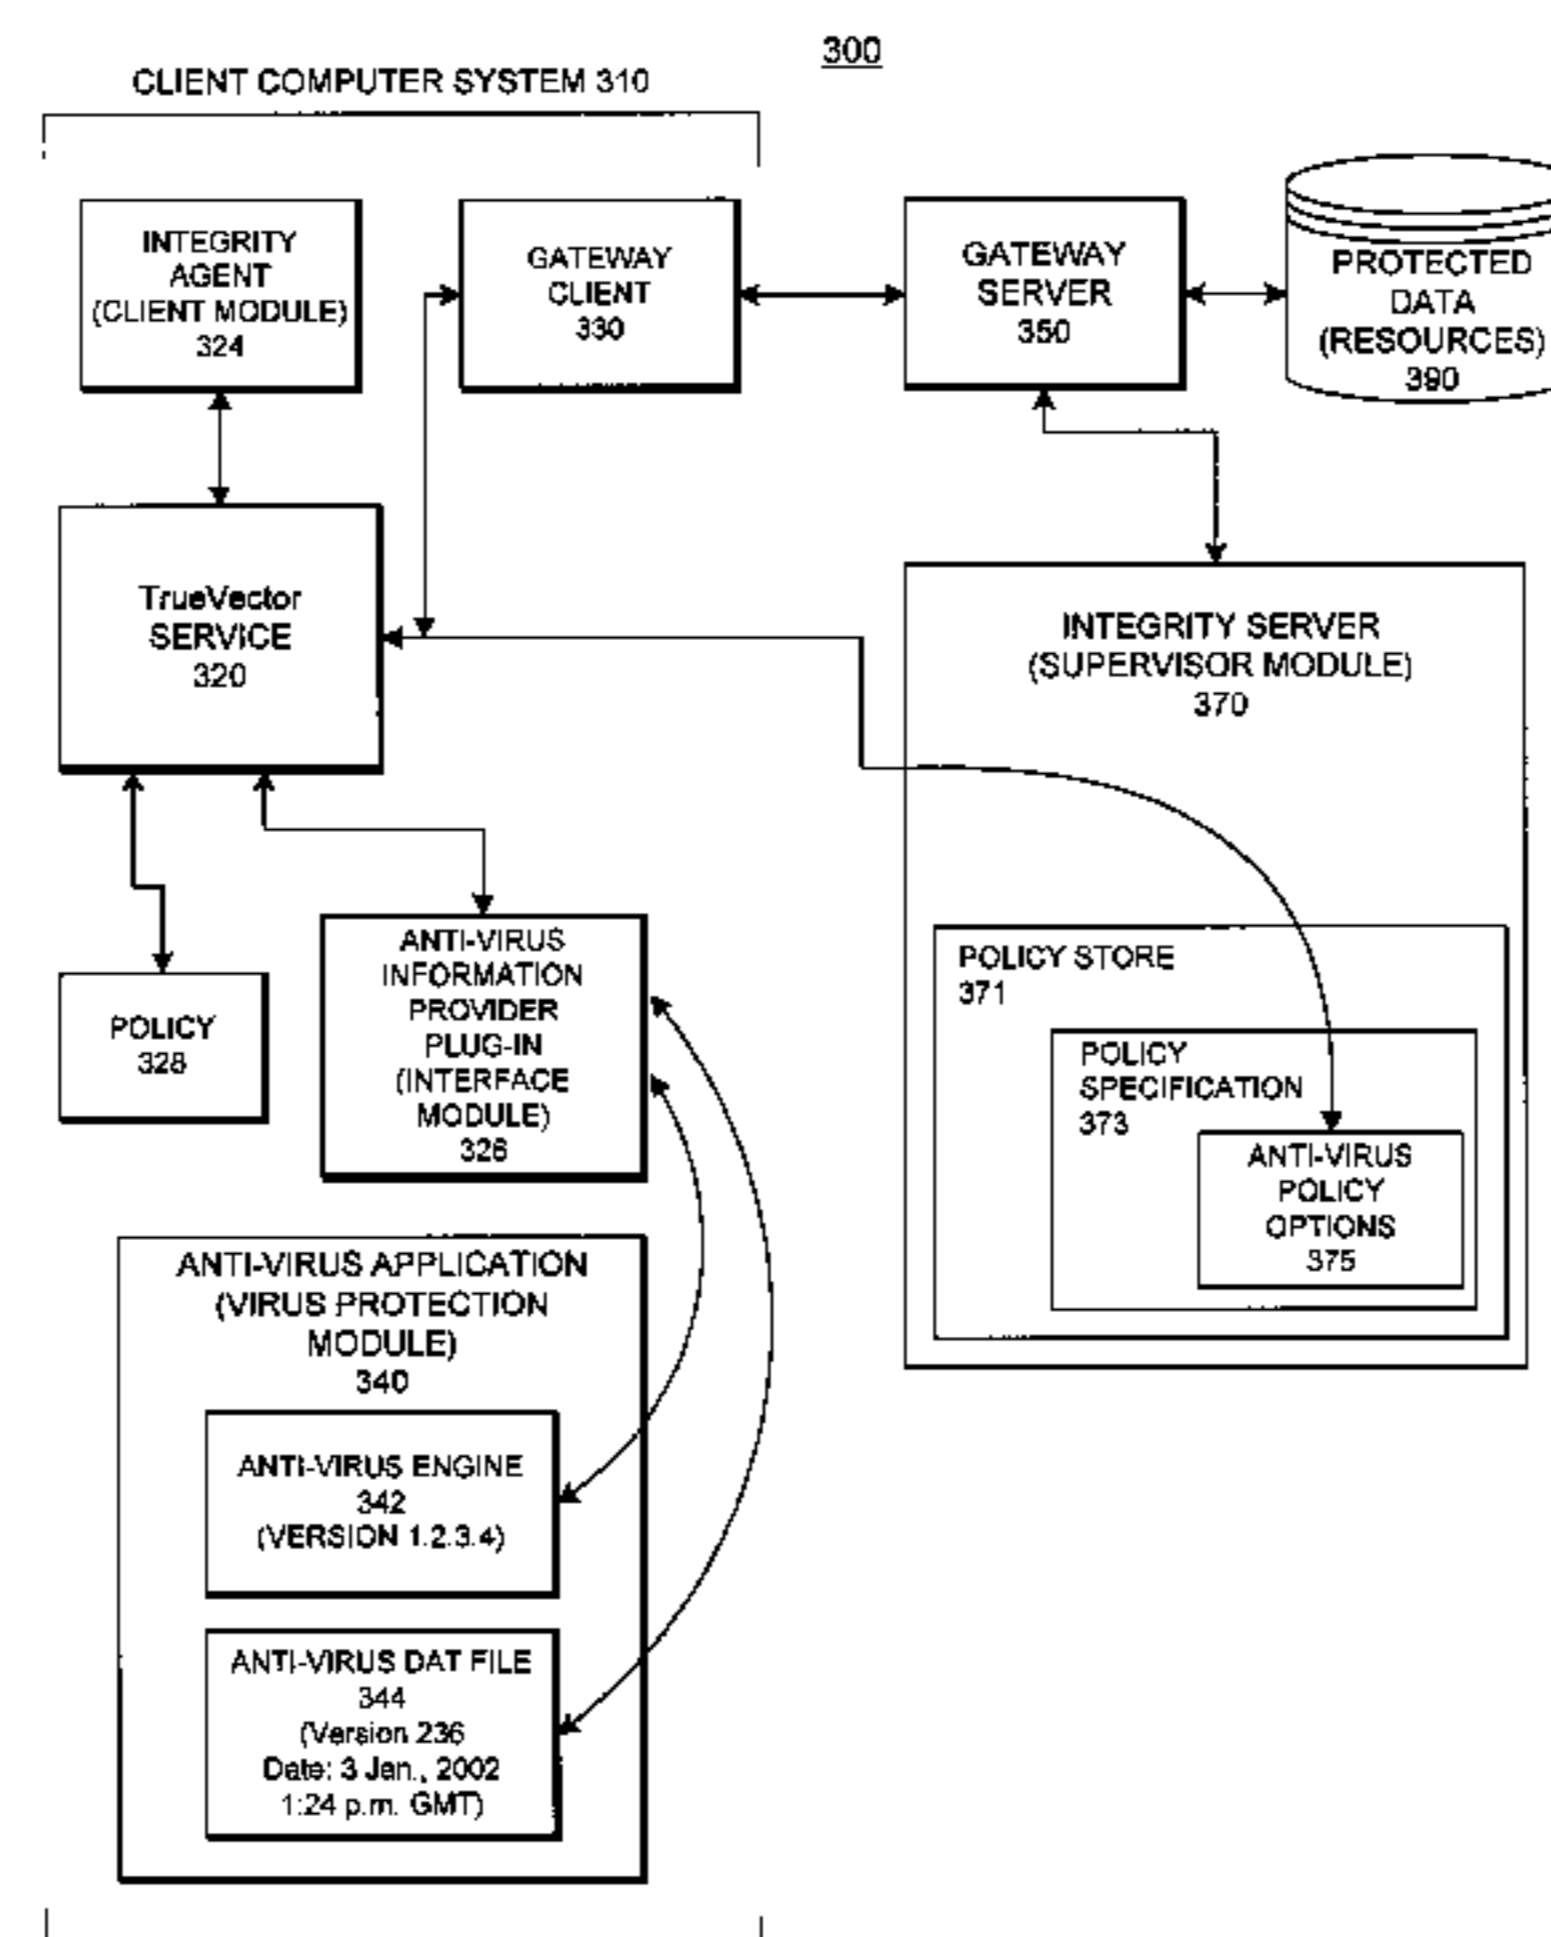 300
CLIENT COMPUTER SYSTEM 310
INTEGRITY
AGENT
(CLIENT MODULE)
324
GATEWAY
CLIENT
330
GATEWAY
SERVER
350
PROTECTED
DATA
(RESOURCES)
390
TrueVector
SERVICE
320
INTEGRITY SERVER
(SUPERVISOR MODULE)
370
POLICY
328
ANTI-VIRUS
INFORMATION
PROVIDER
PLUG-IN
(INTERFACE
MODULE)
326
POLICY STORE
371
POLICY
SPECIFICATION
373
ANTI-VIRUS
POLICY
OPTIONS
375
ANTI-VIRUS APPLICATION
(VIRUS PROTECTION
MODULE)
340
ANTI-VIRUS ENGINE
342
(VERSION 1.2.3.4)
ANTI-VIRUS DAT FILE
344
(Version 236
Date: 3 Jan., 2002
1:24 p.m. GMT)